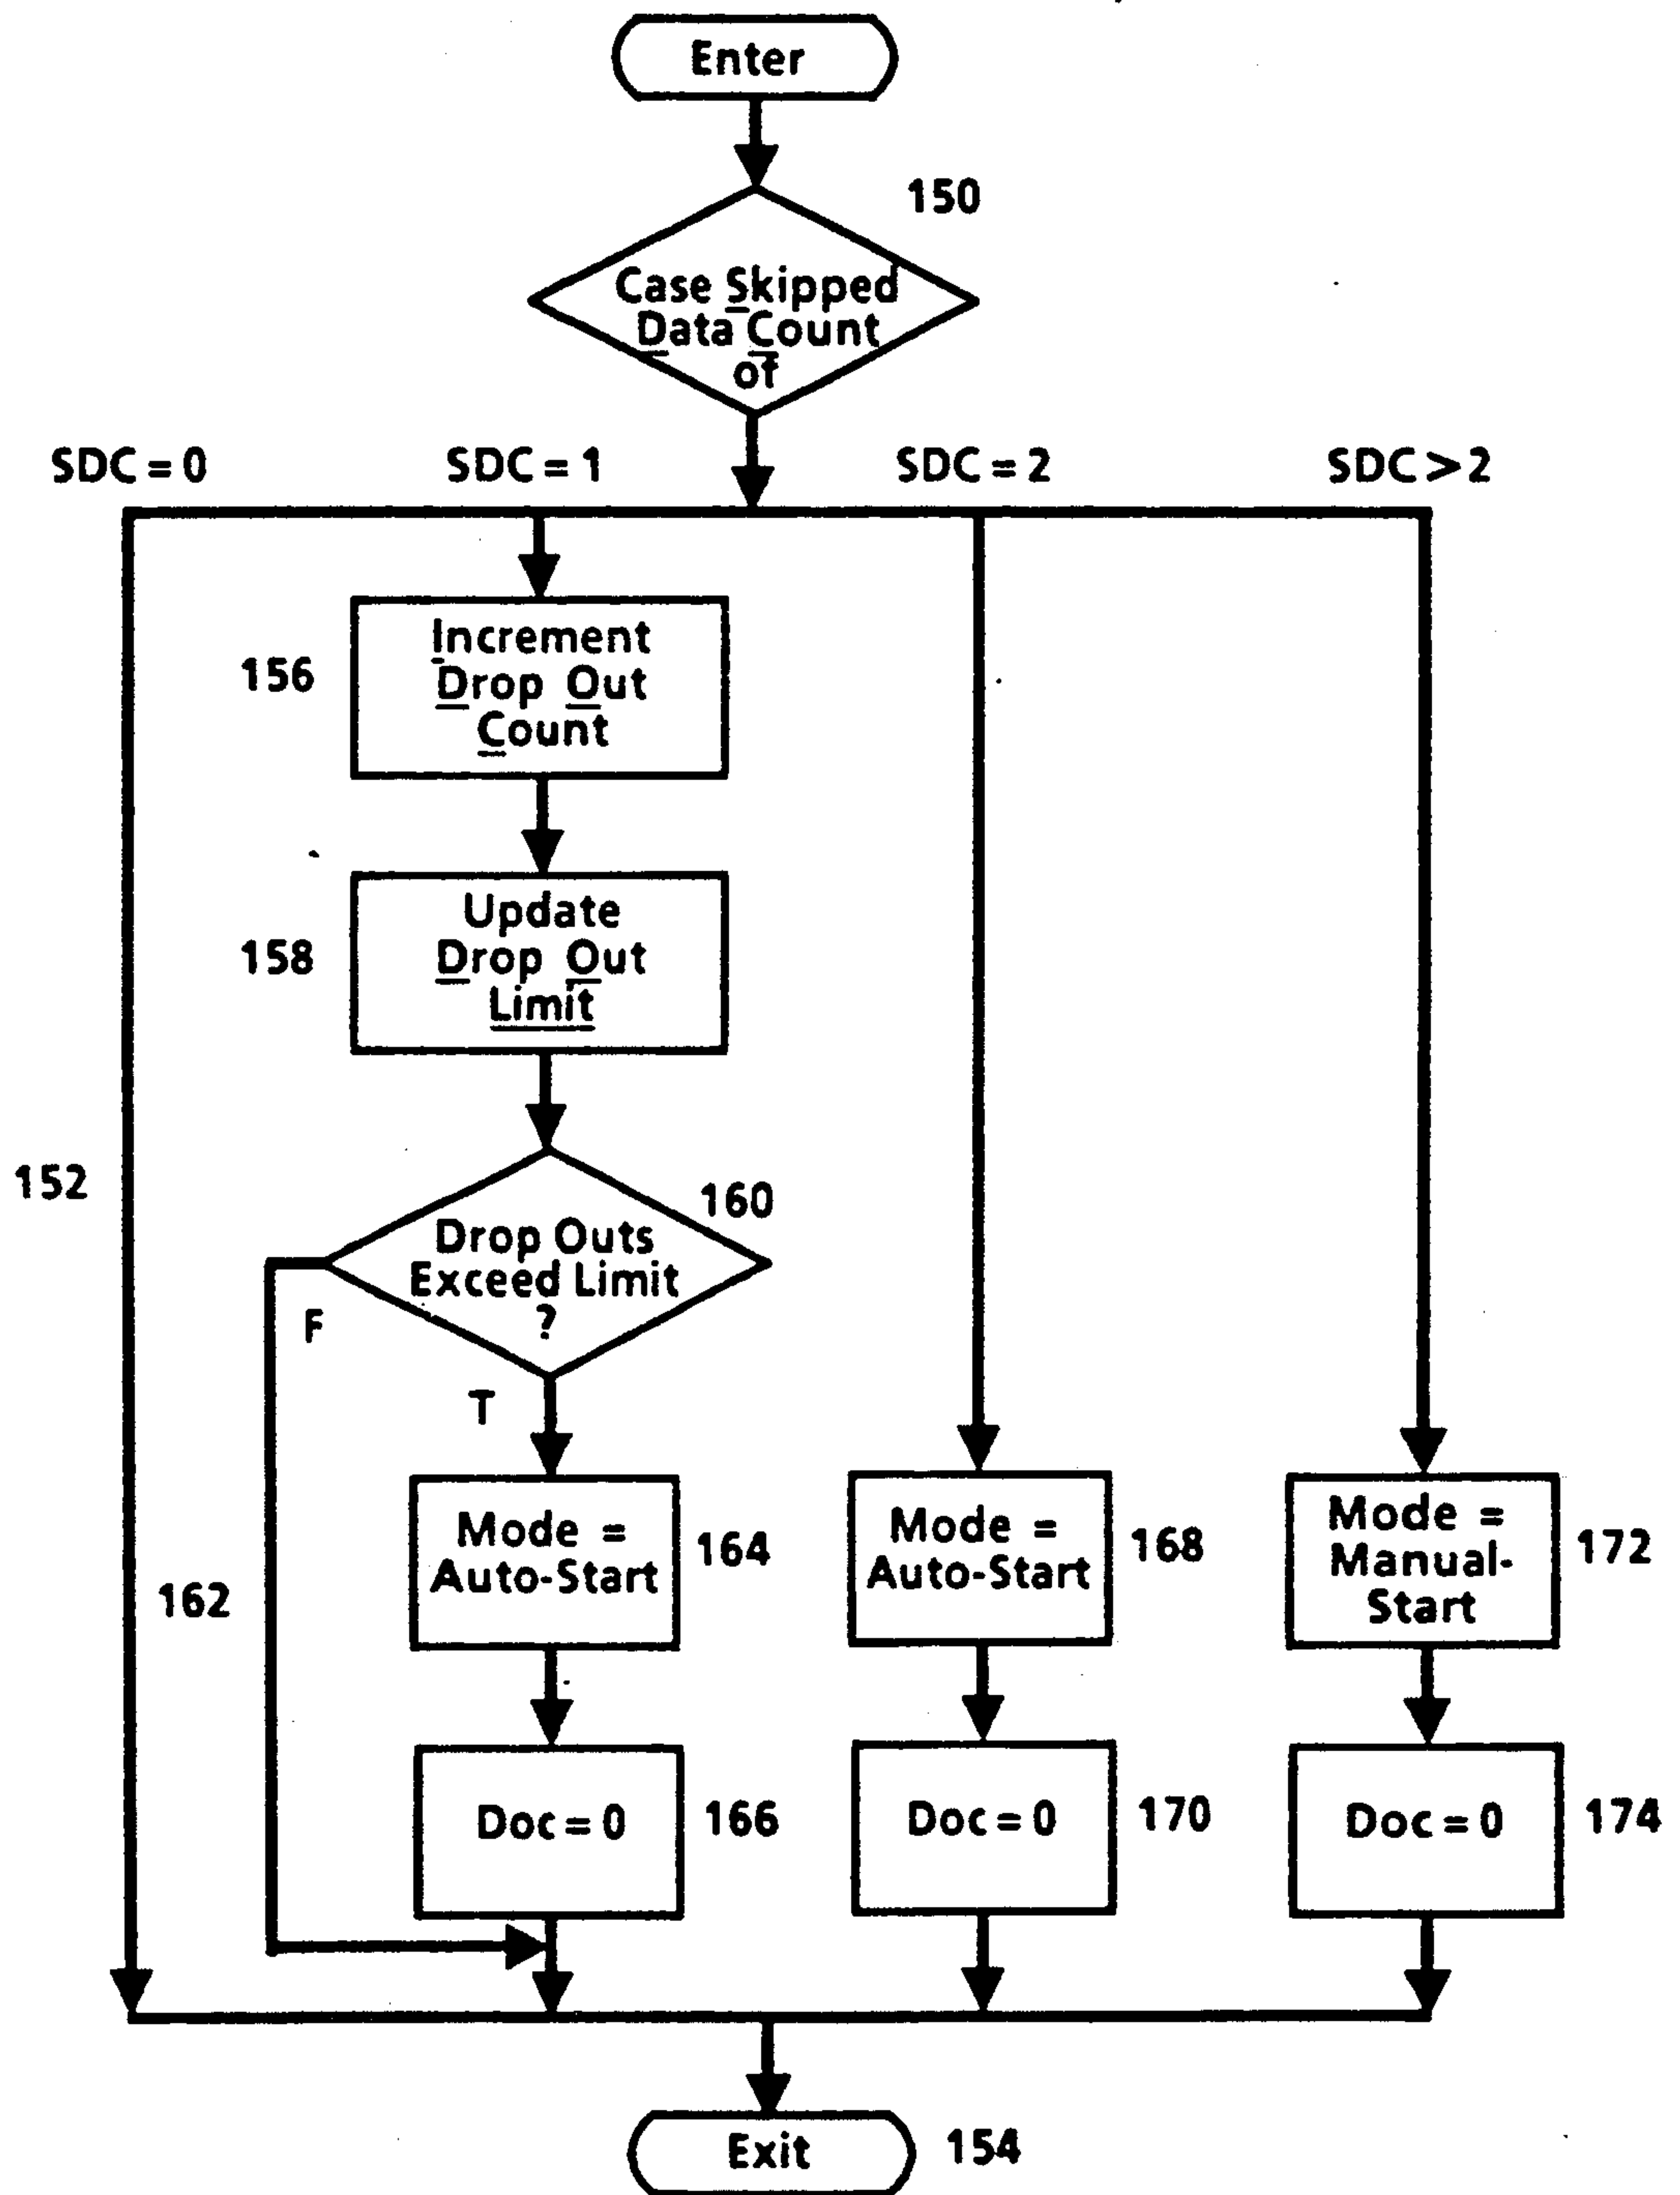 Enter
150
Case Skipped
Data Count
of
SDC = 0
SDC = 1
SDC = 2
SDC > 2
156
Increment
Drop Out
Count
158
Update
Drop Out
Limit
152
160
Drop Outs
Exceed Limit
?
F
T
162
Mode =
Auto-Start
164
Mode =
Auto-Start
168
Mode =
Manual-
Start
172
Doc = 0
166
Doc = 0
170
Doc = 0
174
Exit
154